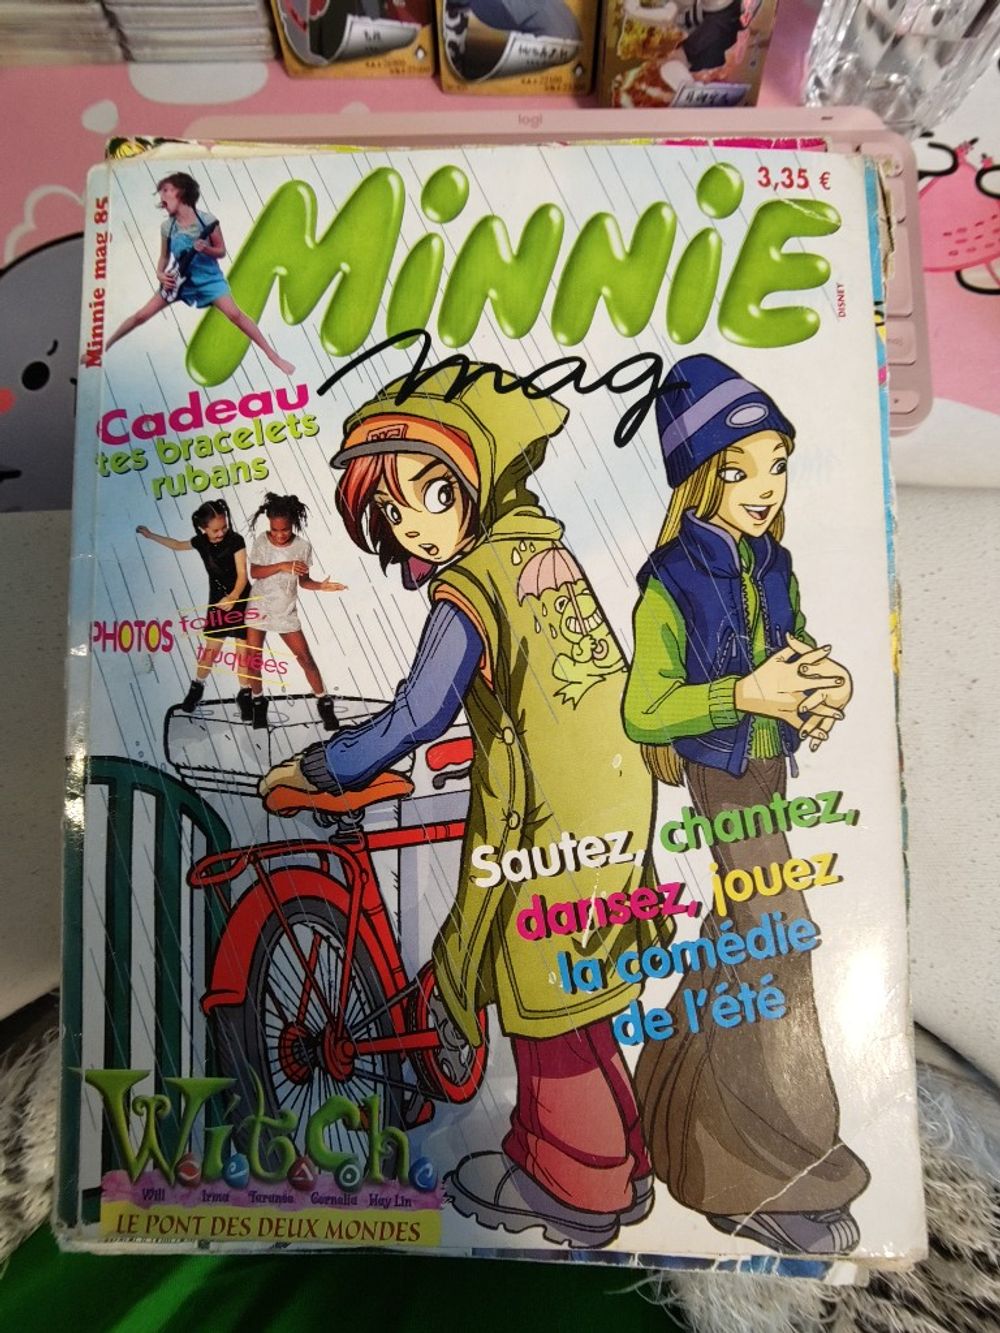 logi
Minnie mag 85
MiNNiE
mag
3,35 €
DISNEY
Cadeau
tes bracelets
rubans
PHOTOS folles,
truquées
Sautez, chantez,
dansez, jouez
la comédie
de l'été
W.i.t.c.h.
Will Irma Taranée Cornelia Hay Lin
LE PONT DES DEUX MONDES